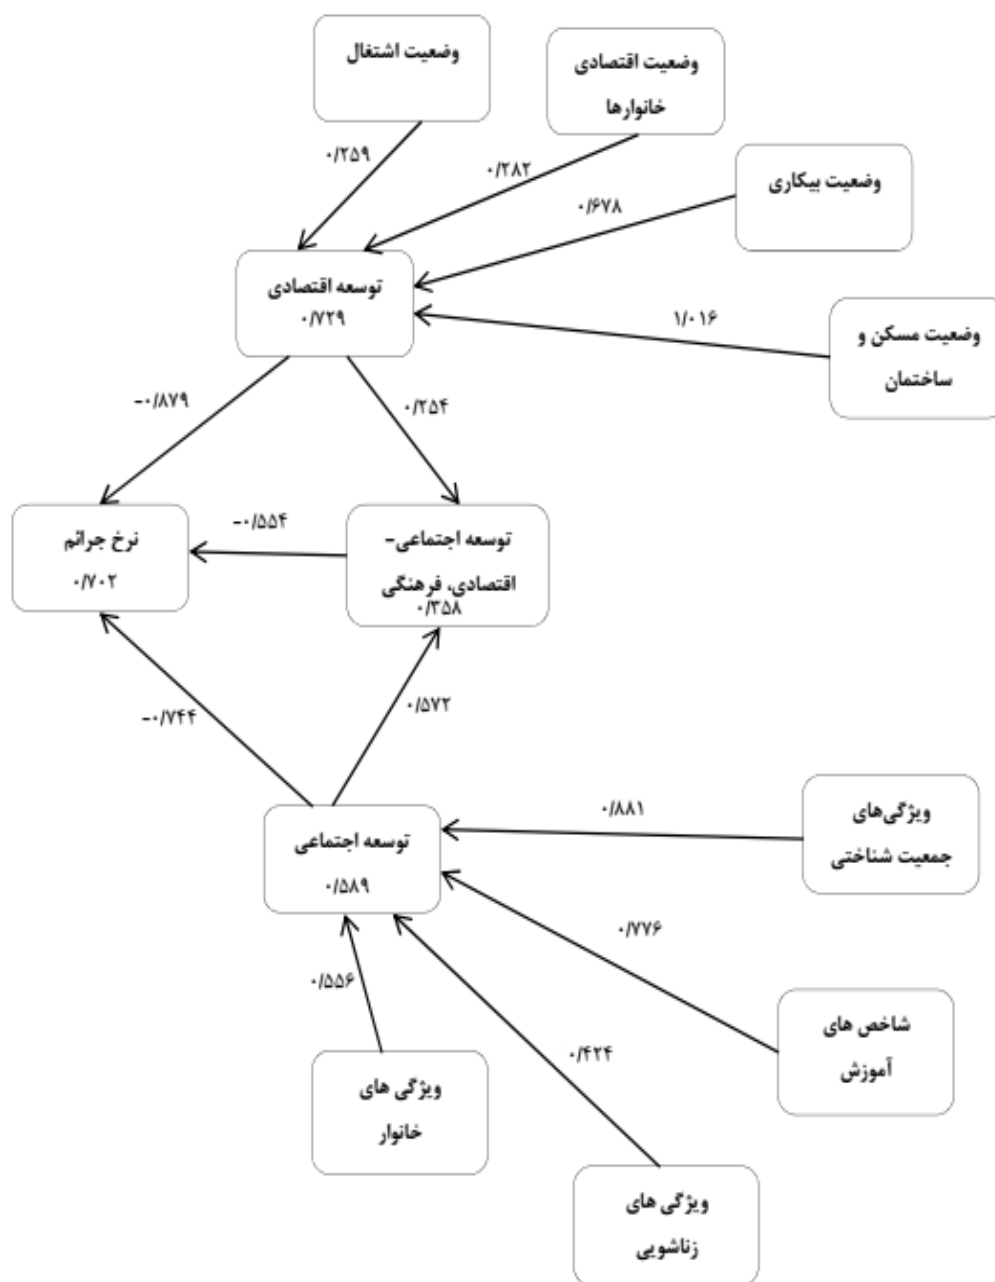 وضعیت اشتغال
وضعیت اقتصادی
خانوارها
وضعیت بیکاری
۰/۲۵۹
۰/۲۸۲
۰/۶۷۸
توسعه اقتصادی
۰/۷۲۹
۱/۰۱۶
وضعیت مسکن و
ساختمان
-۰/۸۷۹
۰/۲۵۴
نرخ جرائم
۰/۷۰۲
-۰/۵۵۴
توسعه اجتماعی-
اقتصادی، فرهنگی
۰/۳۵۸
-۰/۷۴۴
۰/۵۷۲
توسعه اجتماعی
۰/۵۸۹
۰/۸۸۱
ویژگی‌های
جمعیت شناختی
۰/۷۷۶
شاخص های
آموزش
۰/۵۵۶
۰/۴۲۴
ویژگی های
خانوار
ویژگی های
زناشویی